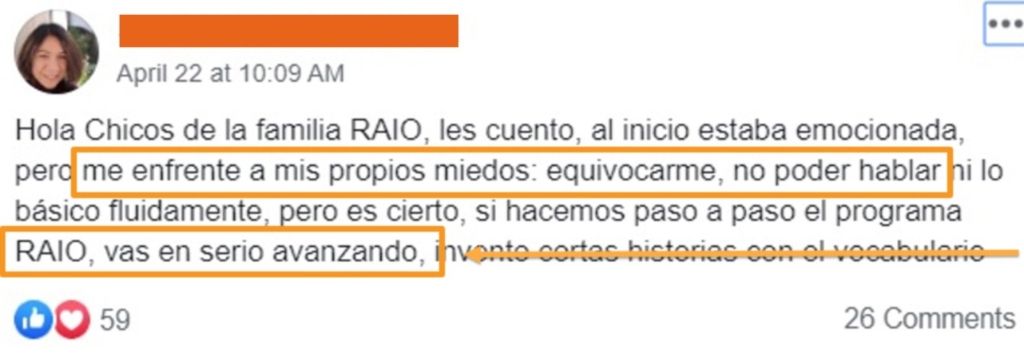 April 22 at 10:09 AM
Hola Chicos de la familia RAIO, les cuento, al inicio estaba emocionada,
pero me enfrente a mis propios miedos: equivocarme, no poder hablar ni lo
básico fluidamente, pero es cierto, si hacemos paso a paso el programa
RAIO, vas en serio avanzando, invento cortas historias con el vocabulario
59
26 Comments